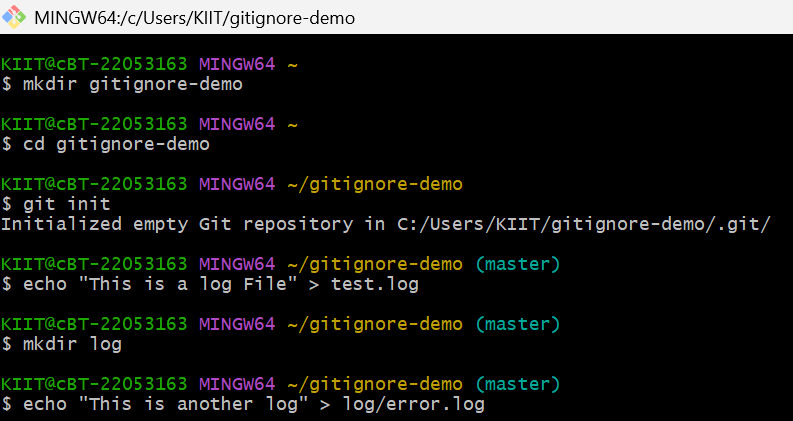 MINGW64:/c/Users/KIIT/gitignore-demo
KIIT@cBT-22053163 MINGW64 ~
$ mkdir gitignore-demo
KIIT@cBT-22053163 MINGW64 ~
$ cd gitignore-demo
KIIT@cBT-22053163 MINGW64 ~/gitignore-demo
$ git init
Initialized empty Git repository in C:/Users/KIIT/gitignore-demo/.git/
KIIT@cBT-22053163 MINGW64 ~/gitignore-demo (master)
$ echo "This is a log File" > test.log
KIIT@cBT-22053163 MINGW64 ~/gitignore-demo (master)
$ mkdir log
KIIT@cBT-22053163 MINGW64 ~/gitignore-demo (master)
$ echo "This is another log" > log/error.log